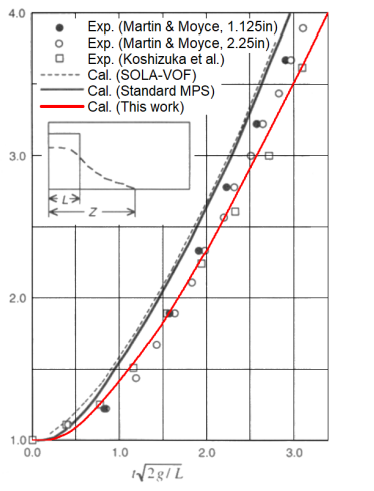 4.0
Exp. (Martin & Moyce, 1.125in)
Exp. (Martin & Moyce, 2.25in)
Exp. (Koshizuka et al.)
Cal. (SOLA-VOF)
Cal. (Standard MPS)
Cal. (This work)
3.0
L
Z
2.0
1.0
0.0 1.0 2.0 3.0
t√2g/L